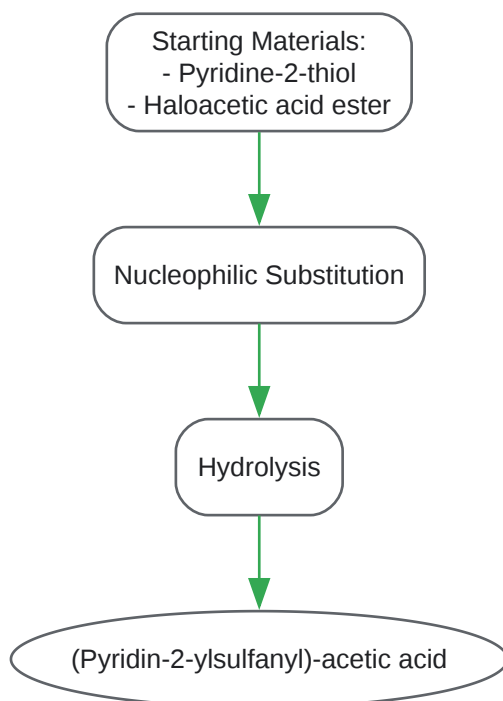 Starting Materials:
- Pyridine-2-thiol
- Haloacetic acid ester
Nucleophilic Substitution
Hydrolysis
(Pyridin-2-ylsulfanyl)-acetic acid